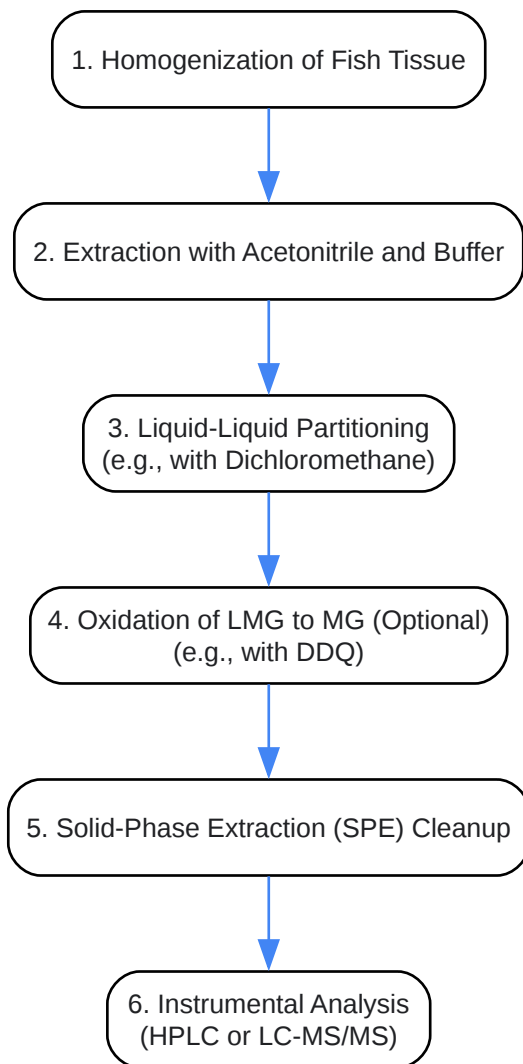 1. Homogenization of Fish Tissue
2. Extraction with Acetonitrile and Buffer
3. Liquid-Liquid Partitioning
(e.g., with Dichloromethane)
4. Oxidation of LMG to MG (Optional)
(e.g., with DDQ)
5. Solid-Phase Extraction (SPE) Cleanup
6. Instrumental Analysis
(HPLC or LC-MS/MS)